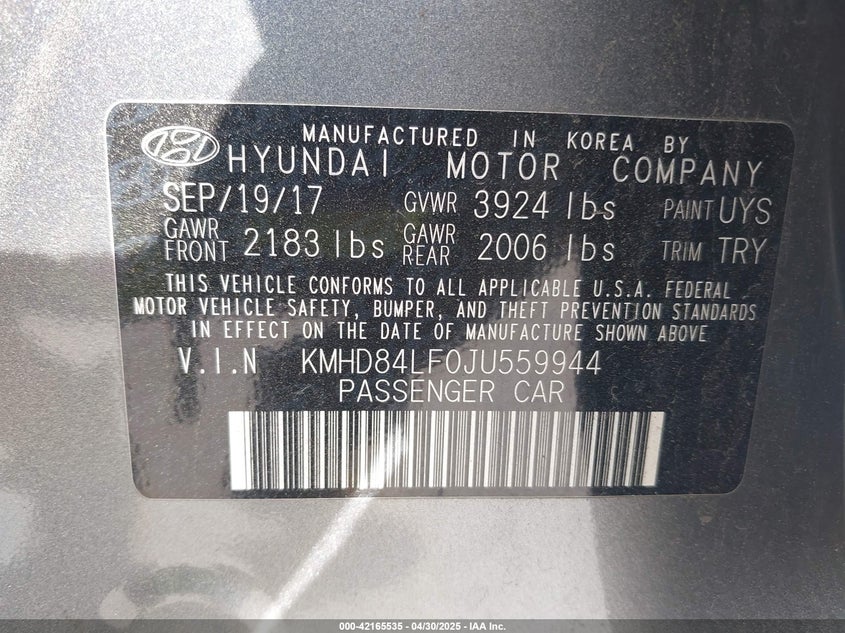 MANUFACTURED IN KOREA BY
HYUNDAI MOTOR COMPANY
SEP/19/17 GVWR 3924 lbs PAINT UYS
GAWR FRONT 2183 lbs GAWR REAR 2006 lbs TRIM TRY
THIS VEHICLE CONFORMS TO ALL APPLICABLE U.S.A. FEDERAL
MOTOR VEHICLE SAFETY, BUMPER, AND THEFT PREVENTION STANDARDS
IN EFFECT ON THE DATE OF MANUFACTURE SHOWN ABOVE
V.I.N KMHD84LF0JU559944
PASSENGER CAR
000-42165535 - 04/30/2025 - IAA Inc.